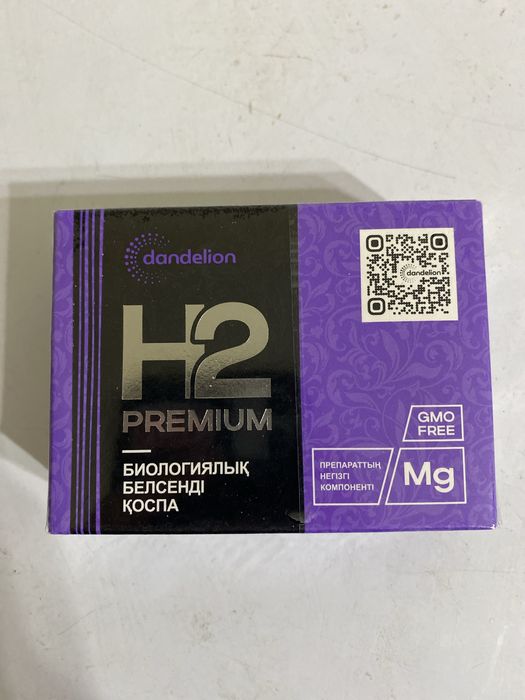 dandelion
H2
PREMIUM
БИОЛОГИЯЛЫҚ
БЕЛСЕНДІ
ҚОСПА
dandelion
GMO
FREE
ПРЕПАРАТТЫҢ
НЕГІЗГІ
КОМПОНЕНТІ
Mg